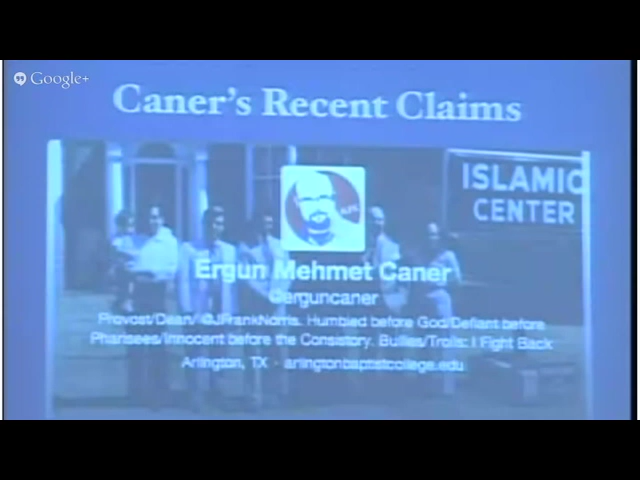 Google+
Caner's Recent Claims
ISLAMIC
CENTER
Ergun Mehmet Caner
@erguncaner
Provost/Dean/ @JFrankNorris. Humbled before God/Defiant before
Pharisees/Innocent before the Consistory. Bullies/Trolls: I Fight Back
Arlington, TX · arlingtonbaptistcollege.edu